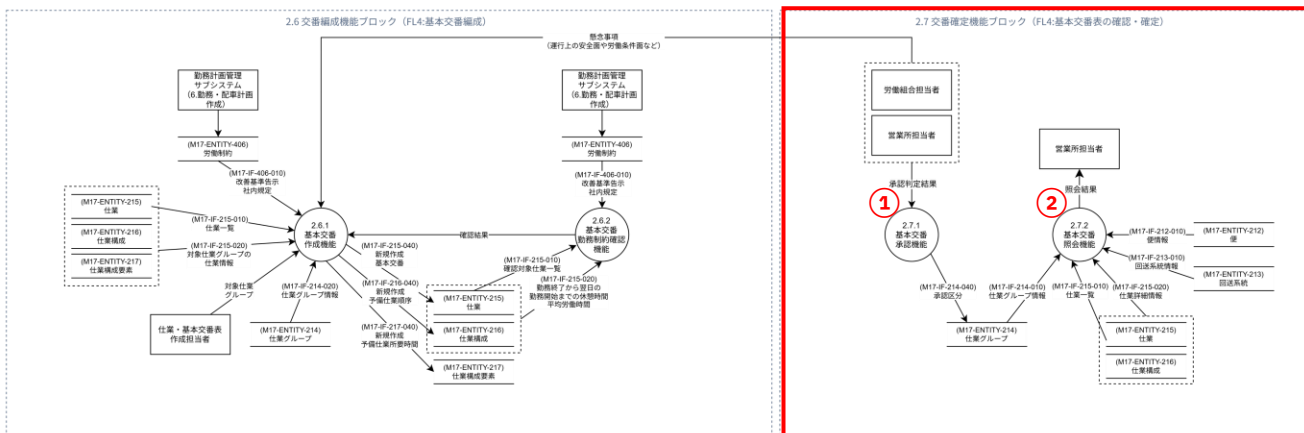 2.6 交番編成機能ブロック（FL4:基本交番編成）
懸念事項
（運行上の安全面や労働条件面など）
勤務計画管理
サブシステム
（6.勤務・配車計画
作成）
(M17-ENTITY-406)
労働制約
(M17-IF-406-010)
改善基準告示
社内規定
(M17-ENTITY-215)
仕業
(M17-ENTITY-216)
仕業構成
(M17-ENTITY-217)
仕業構成要素
(M17-IF-215-010)
仕業一覧
(M17-IF-215-020)
対象仕業グループの
仕業情報
対象仕業
グループ
仕業・基本交番表
作成担当者
(M17-IF-214-020)
仕業グループ情報
(M17-ENTITY-214)
仕業グループ
2.6.1
基本交番
作成機能
(M17-IF-215-040)
新規作成
基本交番
(M17-IF-216-040)
新規作成
予備仕業順序
(M17-IF-217-040)
新規作成
予備仕業所要時間
確認結果
(M17-IF-215-010)
確認対象仕業一覧
(M17-IF-215-020)
勤務終了から翌日の
勤務開始までの休憩時間
平均労働時間
(M17-ENTITY-215)
仕業
(M17-ENTITY-216)
仕業構成
(M17-ENTITY-217)
仕業構成要素
勤務計画管理
サブシステム
（6.勤務・配車計画
作成）
(M17-ENTITY-406)
労働制約
(M17-IF-406-010)
改善基準告示
社内規定
2.6.2
基本交番
勤務制約確認
機能
2.7 交番確定機能ブロック（FL4:基本交番表の確認・確定）
労働組合担当者
営業所担当者
承認判定結果
①
2.7.1
基本交番
承認機能
(M17-IF-214-040)
承認区分
(M17-ENTITY-214)
仕業グループ
営業所担当者
照会結果
②
2.7.2
基本交番
照会機能
(M17-IF-214-010)
仕業グループ情報
(M17-IF-215-010)
仕業一覧
(M17-IF-215-020)
仕業詳細情報
(M17-IF-212-010)
便情報
(M17-IF-213-010)
回送系統情報
(M17-ENTITY-212)
便
(M17-ENTITY-213)
回送系統
(M17-ENTITY-215)
仕業
(M17-ENTITY-216)
仕業構成